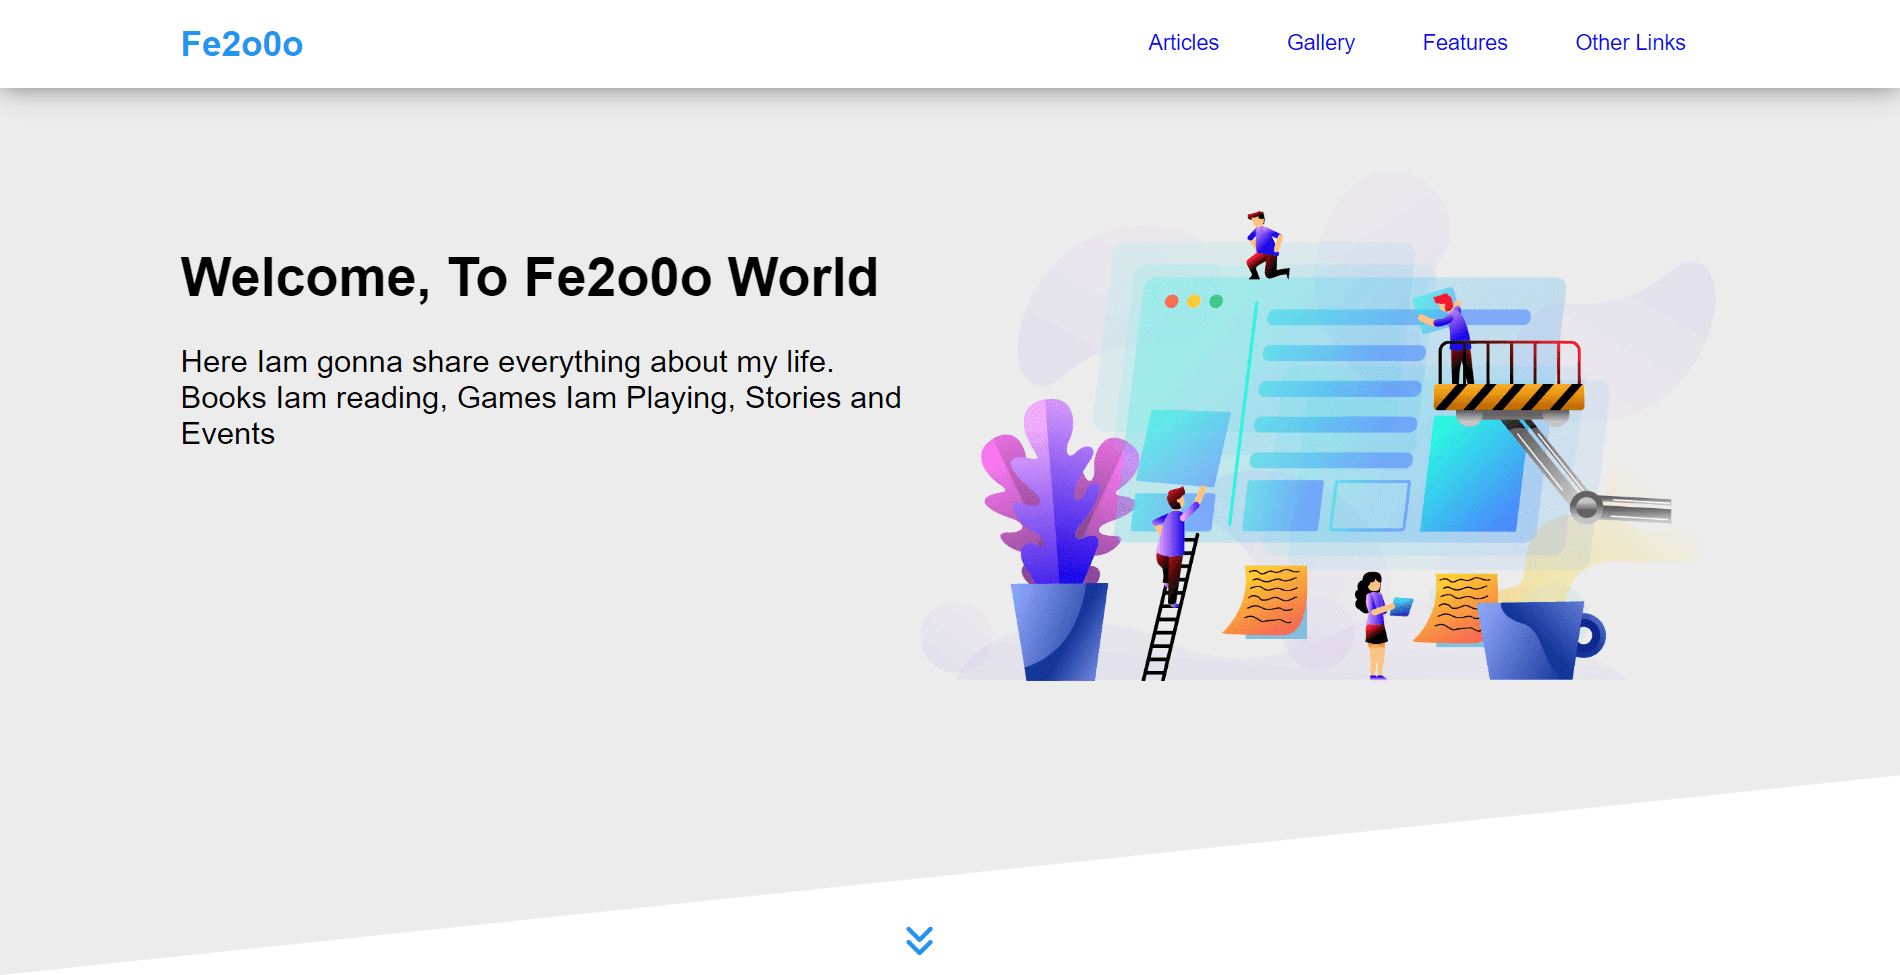 Fe2o0o
Articles
Gallery
Features
Other Links
Welcome, To Fe2o0o World
Here Iam gonna share everything about my life.
Books Iam reading, Games Iam Playing, Stories and
Events